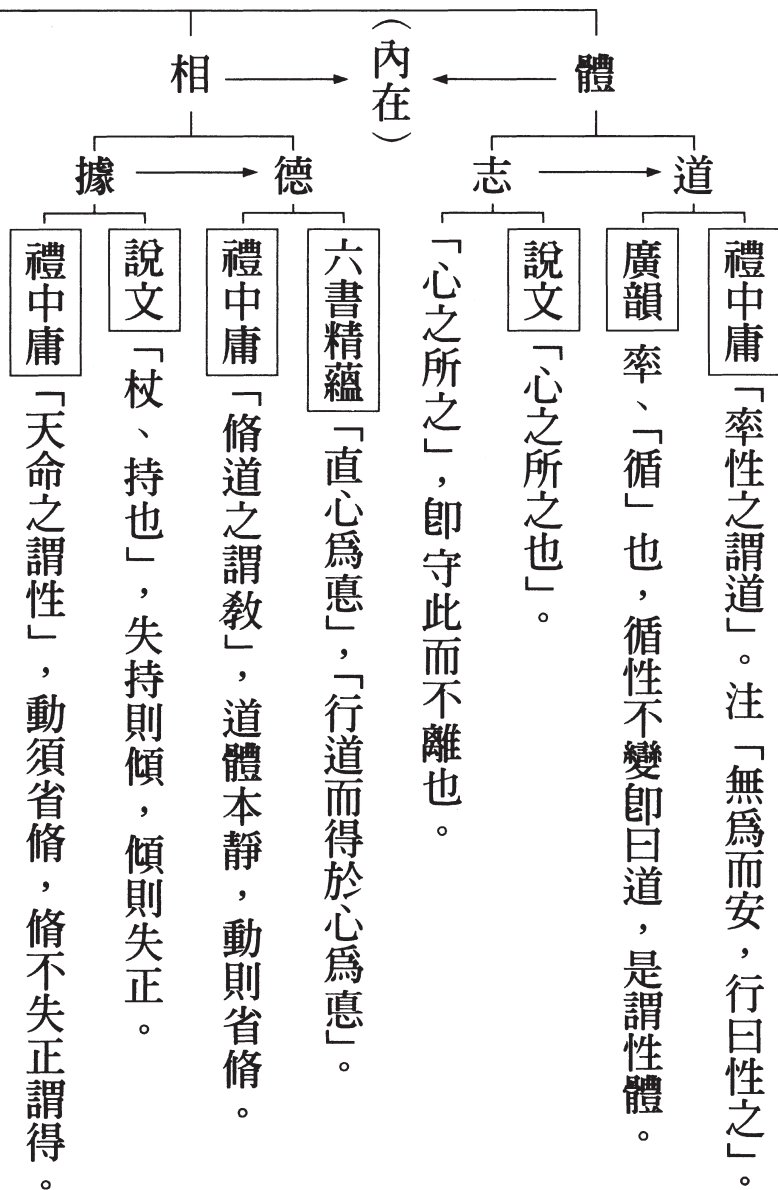 體
（內在）
相
道
志
德
據
禮中庸「率性之謂道」。注「無爲而安，行曰性之」。
廣韻 率、「循」也，循性不變卽曰道，是謂性體。
說文「心之所之也」。
「心之所之」，卽守此而不離也。
六書精蘊「直心爲悳」，「行道而得於心爲悳」。
禮中庸「脩道之謂敎」，道體本靜，動則省脩。
說文「杖、持也」，失持則傾，傾則失正。
禮中庸「天命之謂性」，動須省脩，脩不失正謂得。